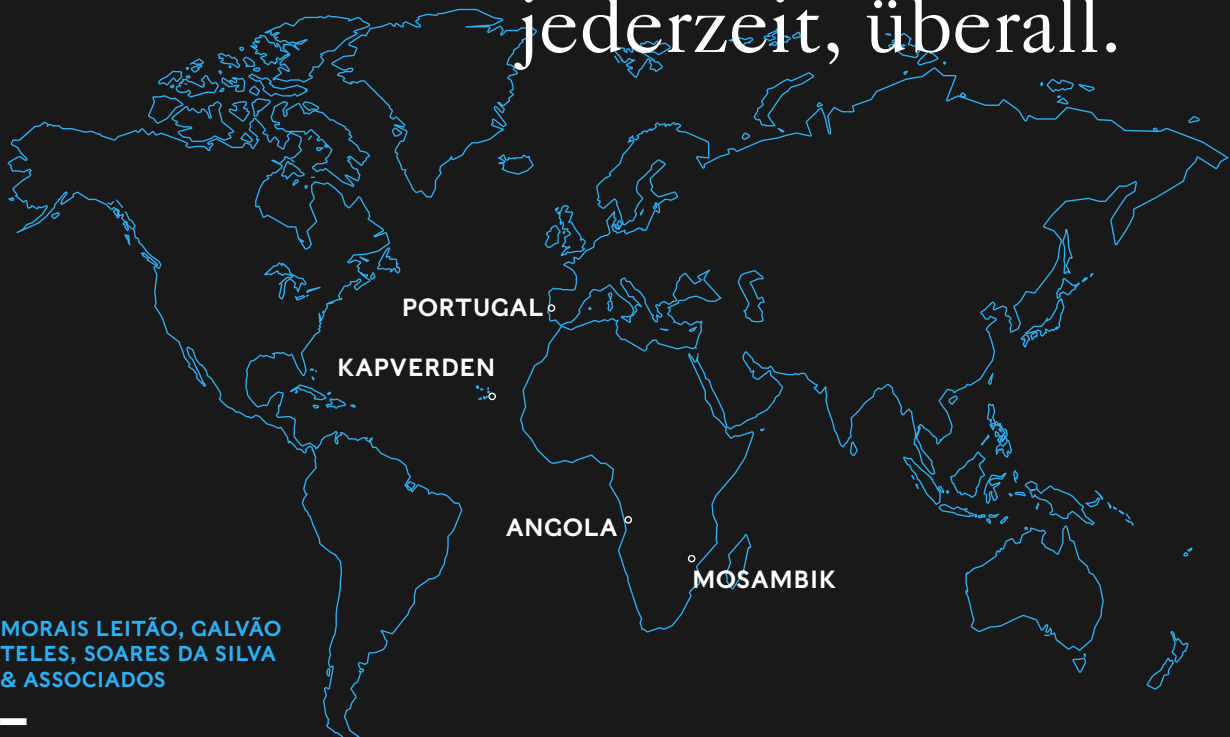 jederzeit, überall.
PORTUGAL
KAPVERDEN
ANGOLA
MOSAMBIK
MORAIS LEITÃO, GALVÃO
TELES, SOARES DA SILVA
& ASSOCIADOS